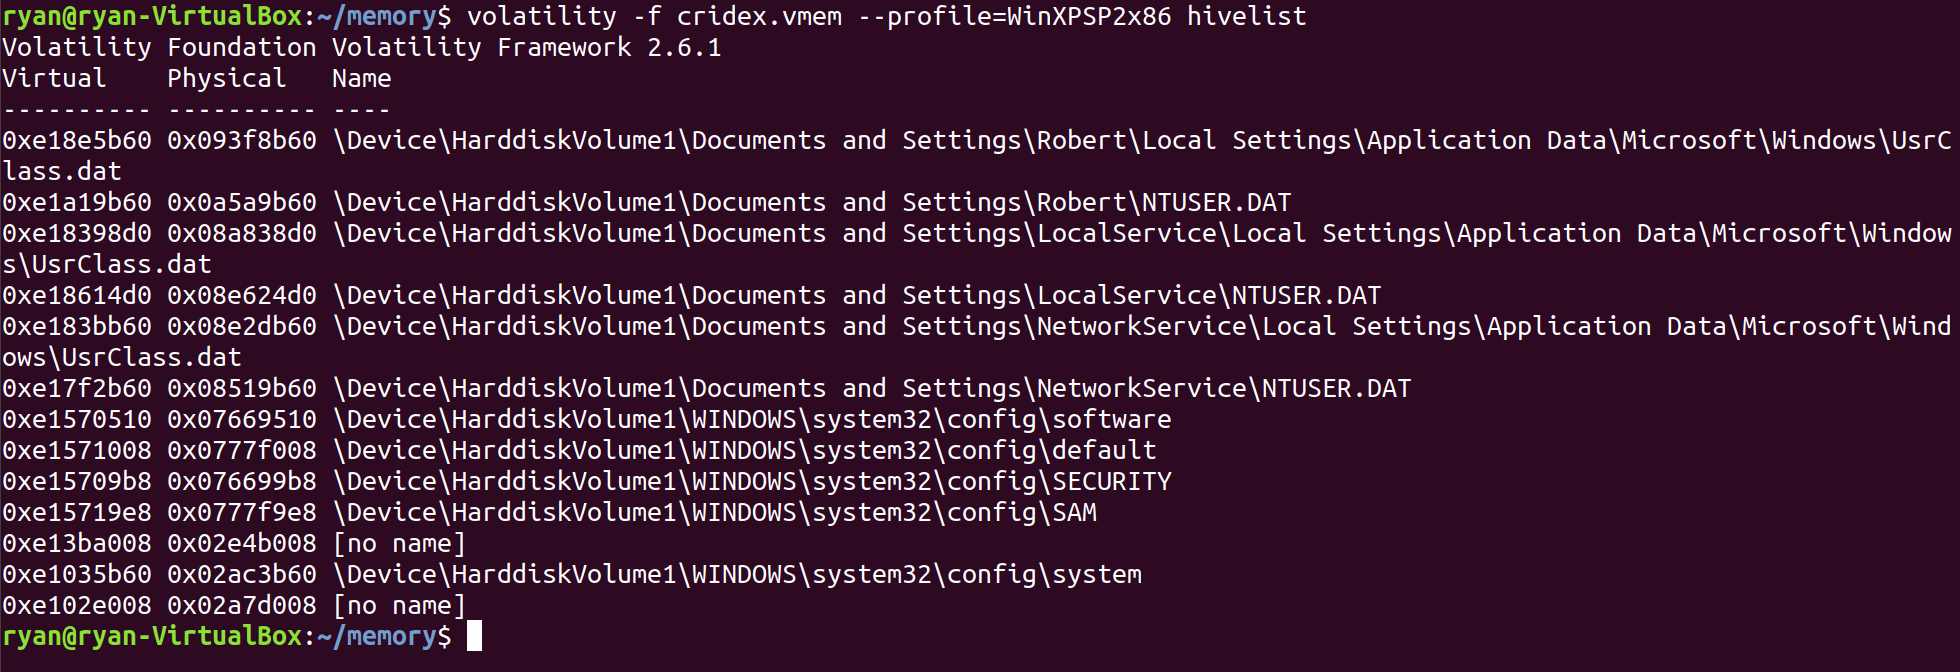 ryan@ryan-VirtualBox:~/memory$ volatility -f cridex.vmem --profile=WinXPSP2x86 hivelist
Volatility Foundation Volatility Framework 2.6.1
Virtual    Physical   Name
---------- ---------- ----
0xe18e5b60 0x093f8b60 \Device\HarddiskVolume1\Documents and Settings\Robert\Local Settings\Application Data\Microsoft\Windows\UsrC
lass.dat
0xe1a19b60 0x0a5a9b60 \Device\HarddiskVolume1\Documents and Settings\Robert\NTUSER.DAT
0xe18398d0 0x08a838d0 \Device\HarddiskVolume1\Documents and Settings\LocalService\Local Settings\Application Data\Microsoft\Window
s\UsrClass.dat
0xe18614d0 0x08e624d0 \Device\HarddiskVolume1\Documents and Settings\LocalService\NTUSER.DAT
0xe183bb60 0x08e2db60 \Device\HarddiskVolume1\Documents and Settings\NetworkService\Local Settings\Application Data\Microsoft\Wind
ows\UsrClass.dat
0xe17f2b60 0x08519b60 \Device\HarddiskVolume1\Documents and Settings\NetworkService\NTUSER.DAT
0xe1570510 0x07669510 \Device\HarddiskVolume1\WINDOWS\system32\config\software
0xe1571008 0x0777f008 \Device\HarddiskVolume1\WINDOWS\system32\config\default
0xe15709b8 0x076699b8 \Device\HarddiskVolume1\WINDOWS\system32\config\SECURITY
0xe15719e8 0x0777f9e8 \Device\HarddiskVolume1\WINDOWS\system32\config\SAM
0xe13ba008 0x02e4b008 [no name]
0xe1035b60 0x02ac3b60 \Device\HarddiskVolume1\WINDOWS\system32\config\system
0xe102e008 0x02a7d008 [no name]
ryan@ryan-VirtualBox:~/memory$